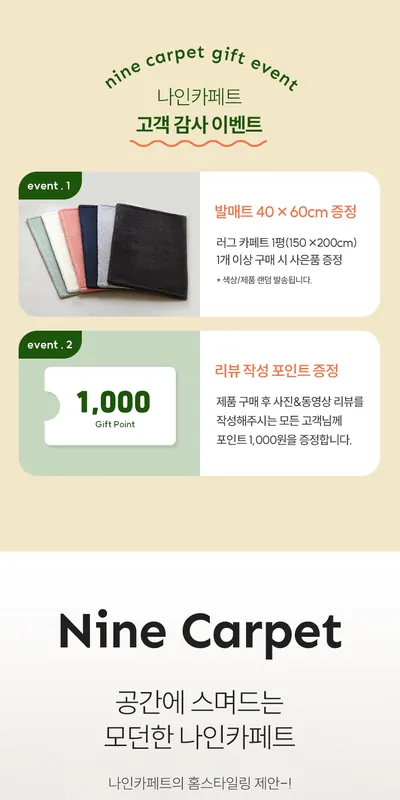 nine carpet gift event
나인카페트
고객 감사 이벤트
event . 1
발매트 40 × 60cm 증정
러그 카페트 1평(150 ×200cm)
1개 이상 구매 시 사은품 증정
* 색상/제품 랜덤 발송됩니다.
event . 2
1,000
Gift Point
리뷰 작성 포인트 증정
제품 구매 후 사진&동영상 리뷰를
작성해주시는 모든 고객님께
포인트 1,000원을 증정합니다.
Nine Carpet
공간에 스며드는
모던한 나인카페트
나인카페트의 홈스타일링 제안~!